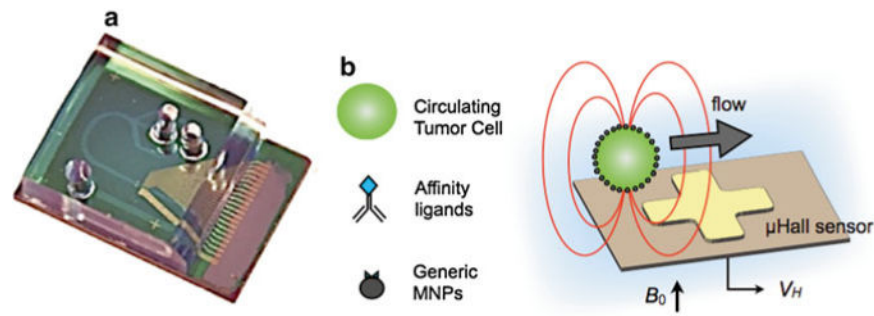 a
b
Circulating
Tumor Cell
Affinity
ligands
Generic
MNPs
flow
µHall sensor
B0
VH